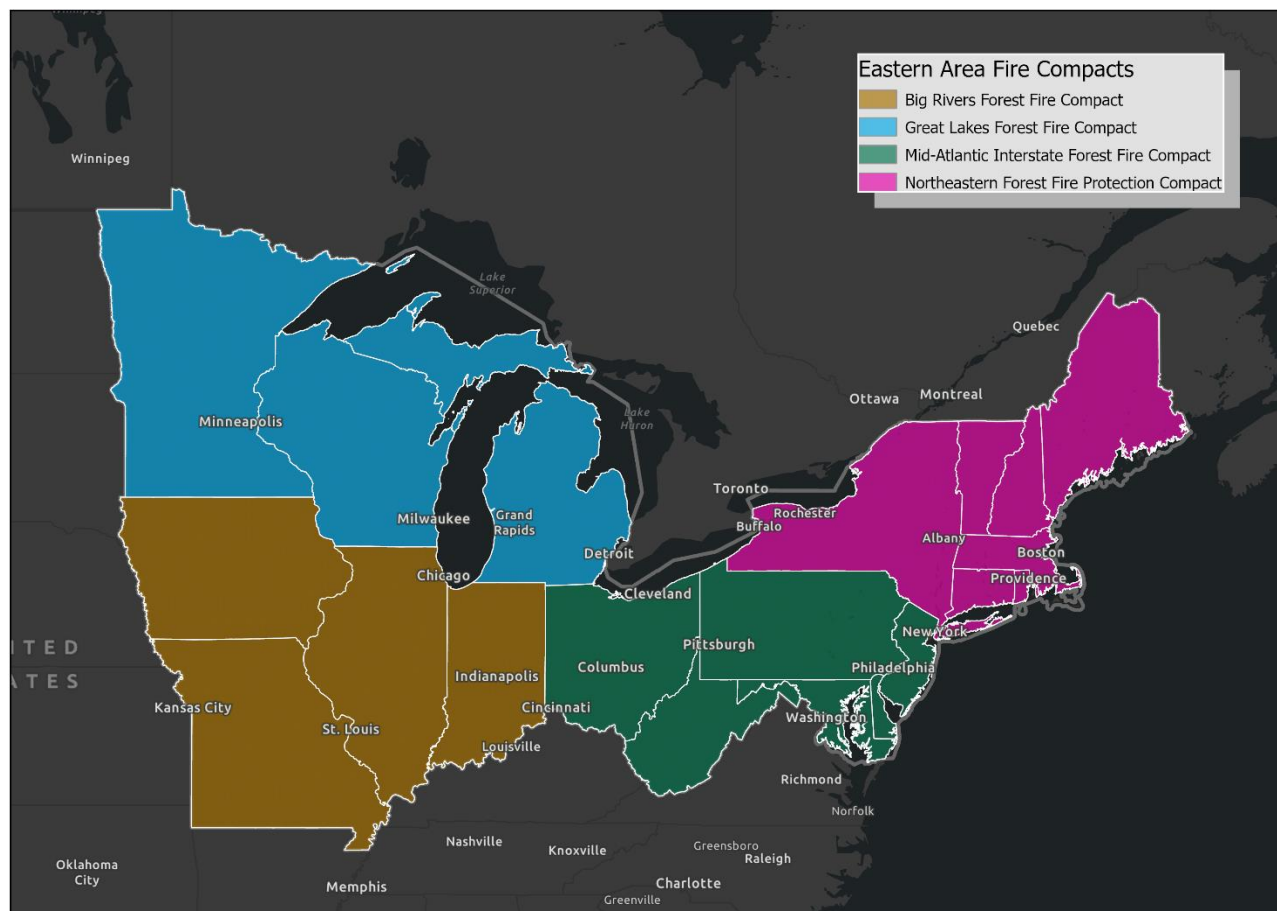 Winnipeg
Eastern Area Fire Compacts
Big Rivers Forest Fire Compact
Great Lakes Forest Fire Compact
Mid-Atlantic Interstate Forest Fire Compact
Northeastern Forest Fire Protection Compact
Winnipeg
Lake
Superior
Quebec
Ottawa
Montreal
Minneapolis
Lake
Huron
Toronto
Milwaukee
Grand
Rapids
Rochester
Buffalo
Albany
Boston
Detroit
Chicago
Providence
Cleveland
New York
NITED
ATES
Pittsburgh
Columbus
Philadelphia
Indianapolis
Kansas City
Cincinnati
Washington
St. Louis
Louisville
Richmond
Norfolk
Nashville
Knoxville
Greensboro
Raleigh
Oklahoma
City
Memphis
Charlotte
Greenville